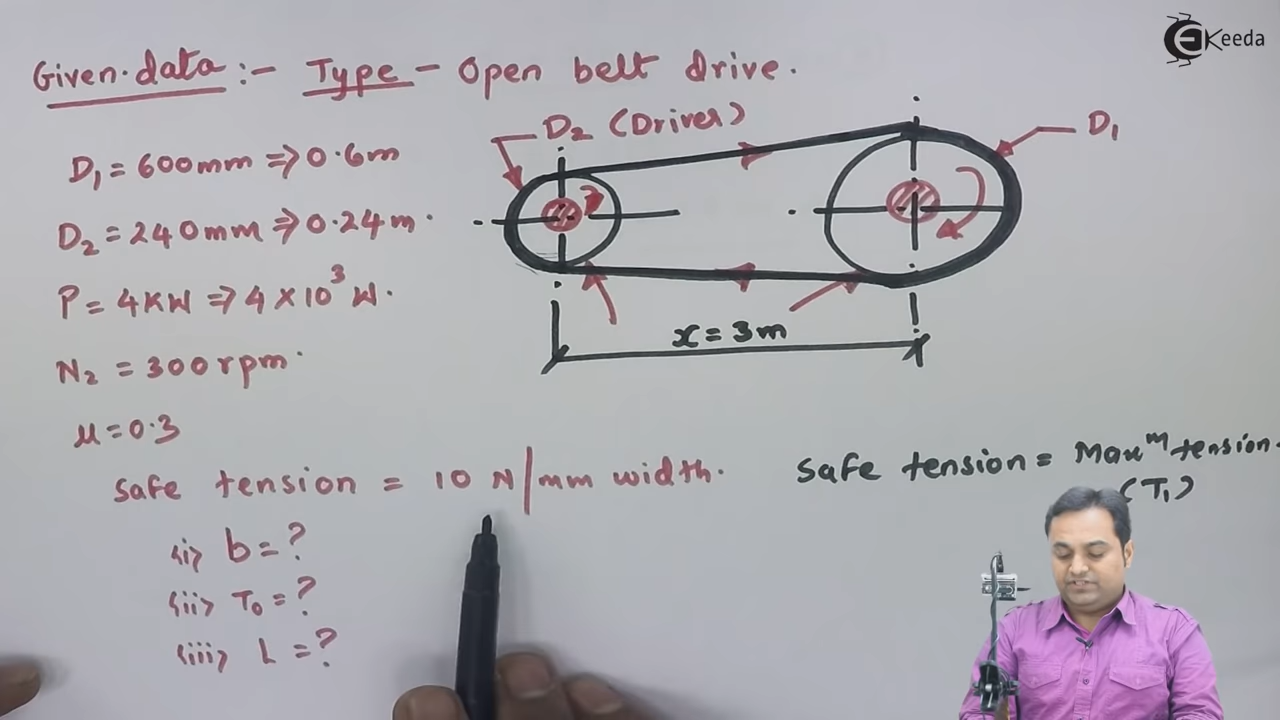 EKeeda
Given data :- Type - Open belt drive.
D₂ (Driver)
D₁
D₁ = 600mm => 0.6m
D₂ = 240mm => 0.24m.
P = 4KW => 4 X 10³ W.
x = 3m
N₂ = 300 rpm.
μ = 0.3
Safe tension = 10 N/mm width.
Safe tension = Maxᵐ tension.
(T₁)
(i) b = ?
(ii) T₀ = ?
(iii) L = ?